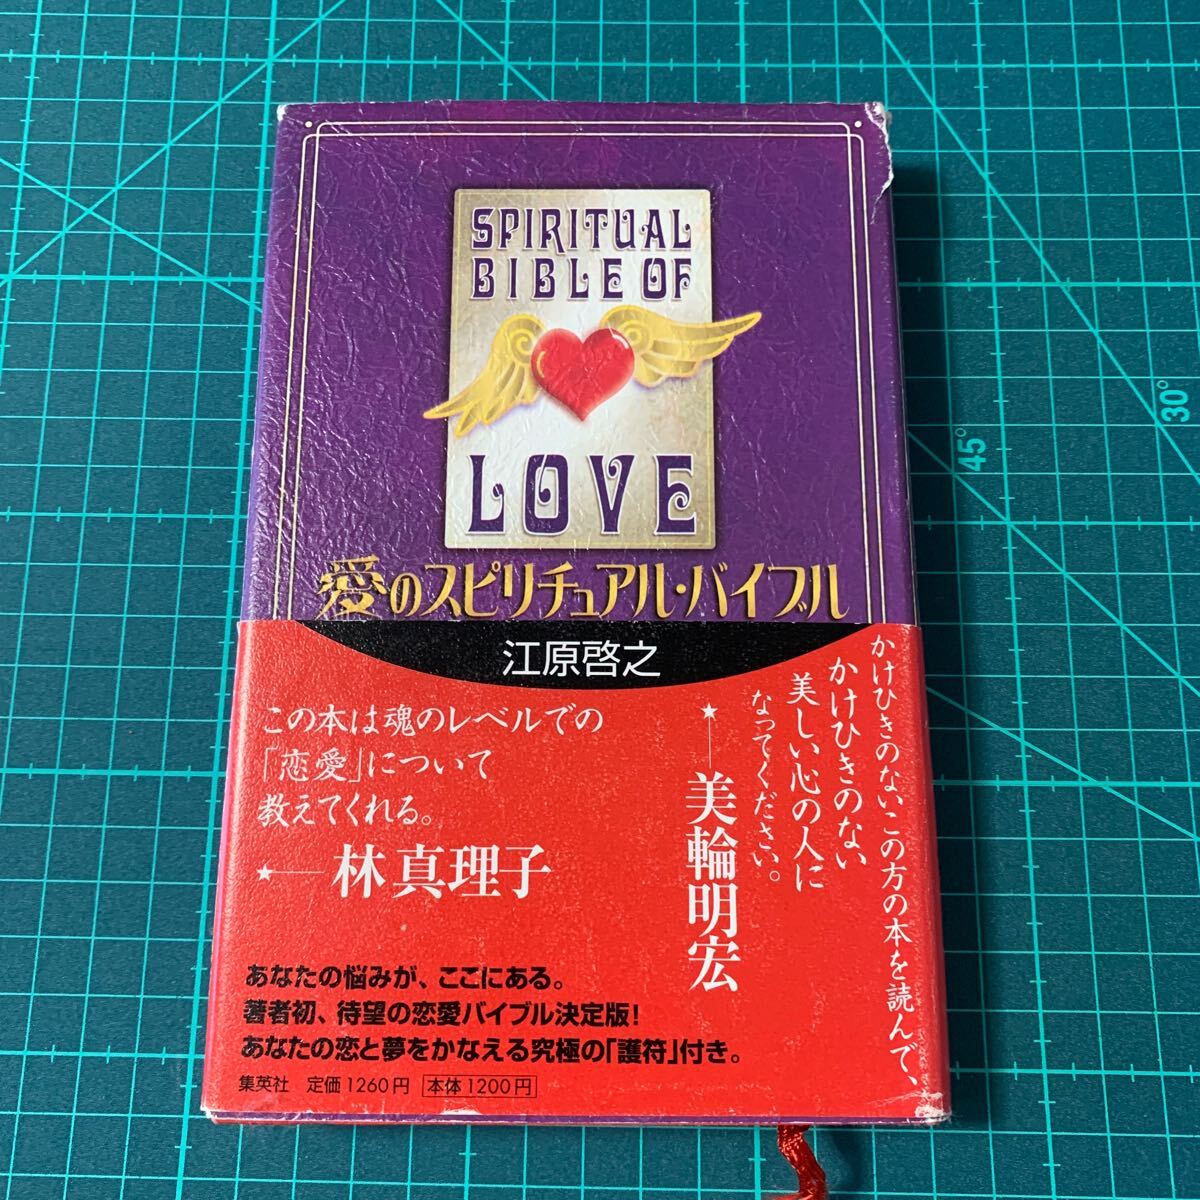 SPIRITUAL
BIBLE OF
LOVE
愛のスピリチュアル・バイブル
江原啓之
かけひきのないこの方の本を読んで、
かけひきのない
美しい心の人に
なってください。
★―美輪明宏
この本は魂のレベルでの
「恋愛」について
教えてくれる。
★―林真理子
あなたの悩みが、ここにある。
著者初、待望の恋愛バイブル決定版!
あなたの恋と夢をかなえる究極の「護符」付き。
集英社 定価1260円 本体1200円
45°
30°